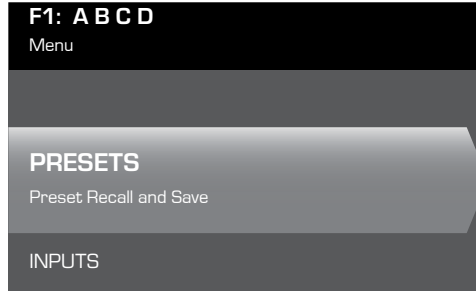 F1: A B C D
Menu
PRESETS
Preset Recall and Save
INPUTS